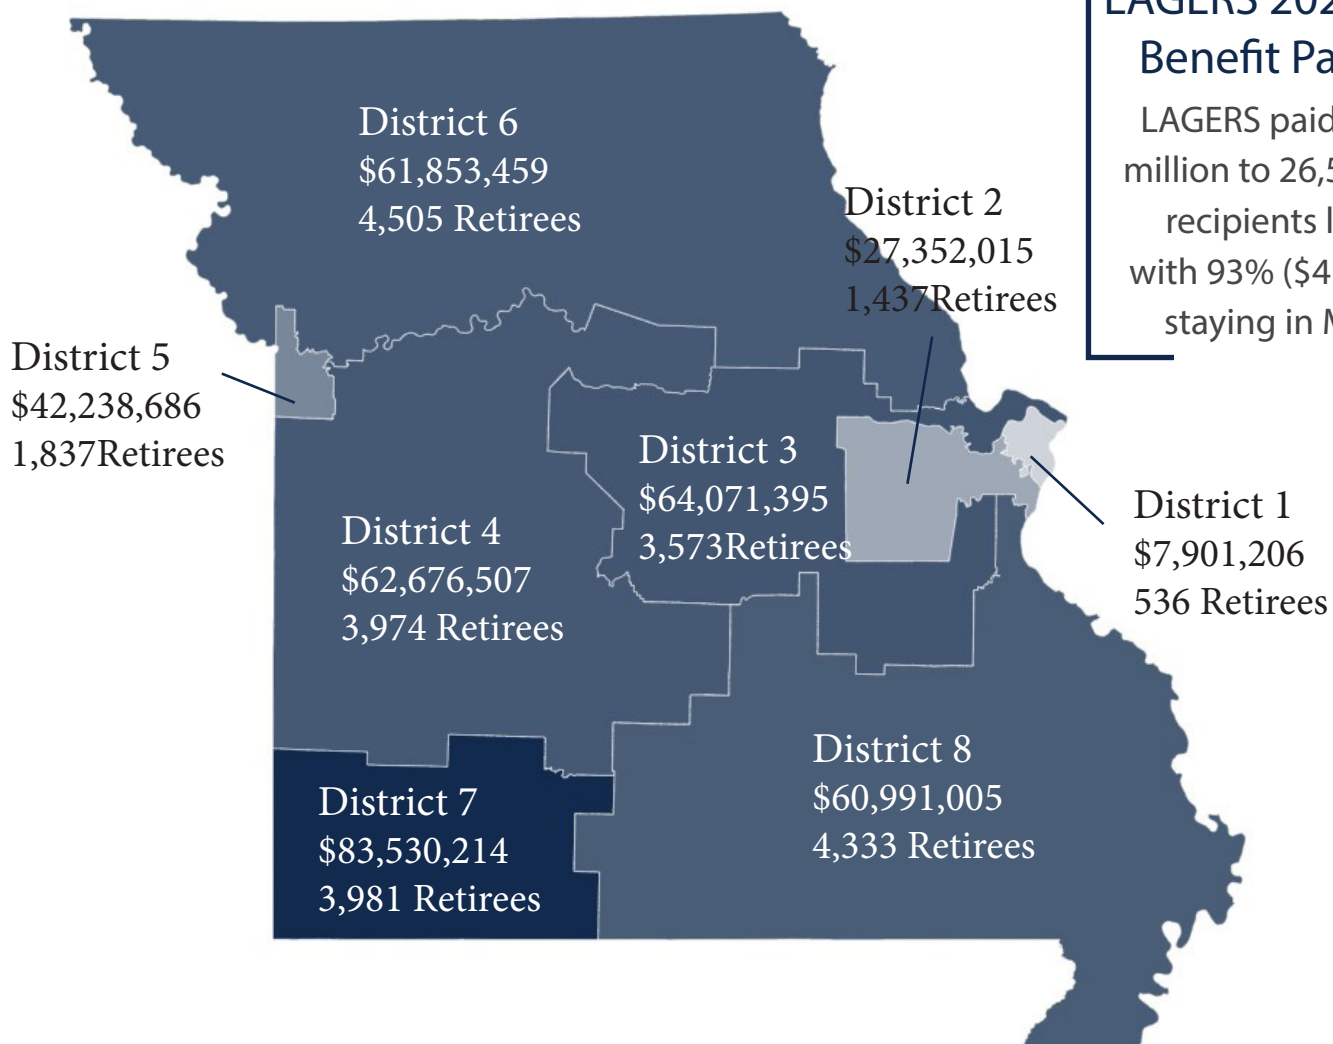 LAGERS 202
Benefit Pa
LAGERS paid
million to 26,5
recipients l
with 93% ($4
staying in M
District 6
$61,853,459
4,505 Retirees
District 2
$27,352,015
1,437Retirees
District 5
$42,238,686
1,837Retirees
District 3
$64,071,395
3,573Retirees
District 4
$62,676,507
3,974 Retirees
District 1
$7,901,206
536 Retirees
District 8
$60,991,005
4,333 Retirees
District 7
$83,530,214
3,981 Retirees